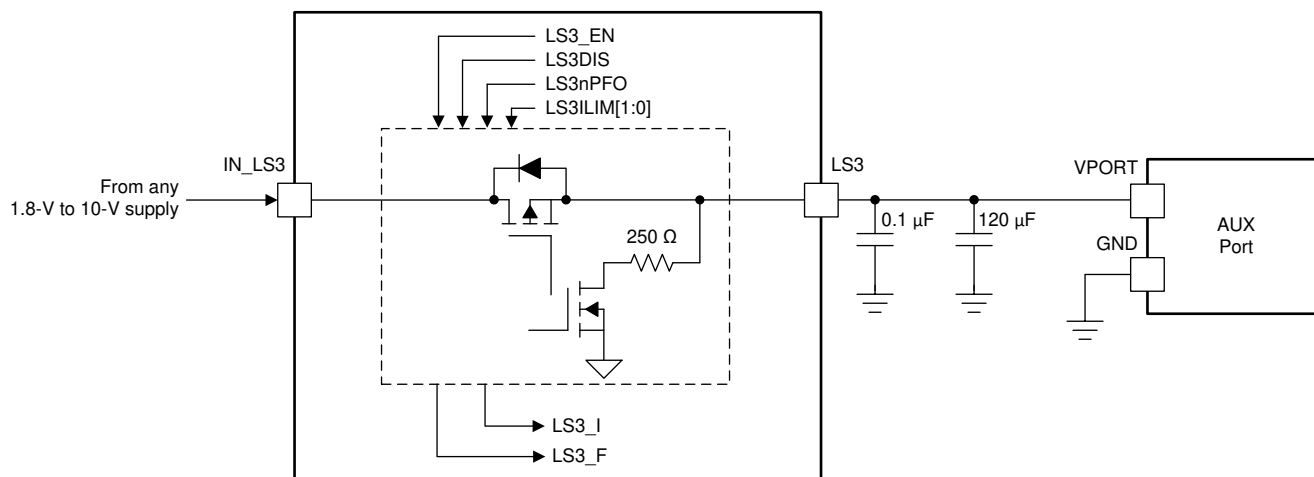 LS3_EN
LS3DIS
LS3nPFO
LS3ILIM[1:0]
IN_LS3
LS3
VPORT
From any
1.8-V to 10-V supply
250 Ω
0.1 µF
120 µF
GND
AUX
Port
LS3_I
LS3_F